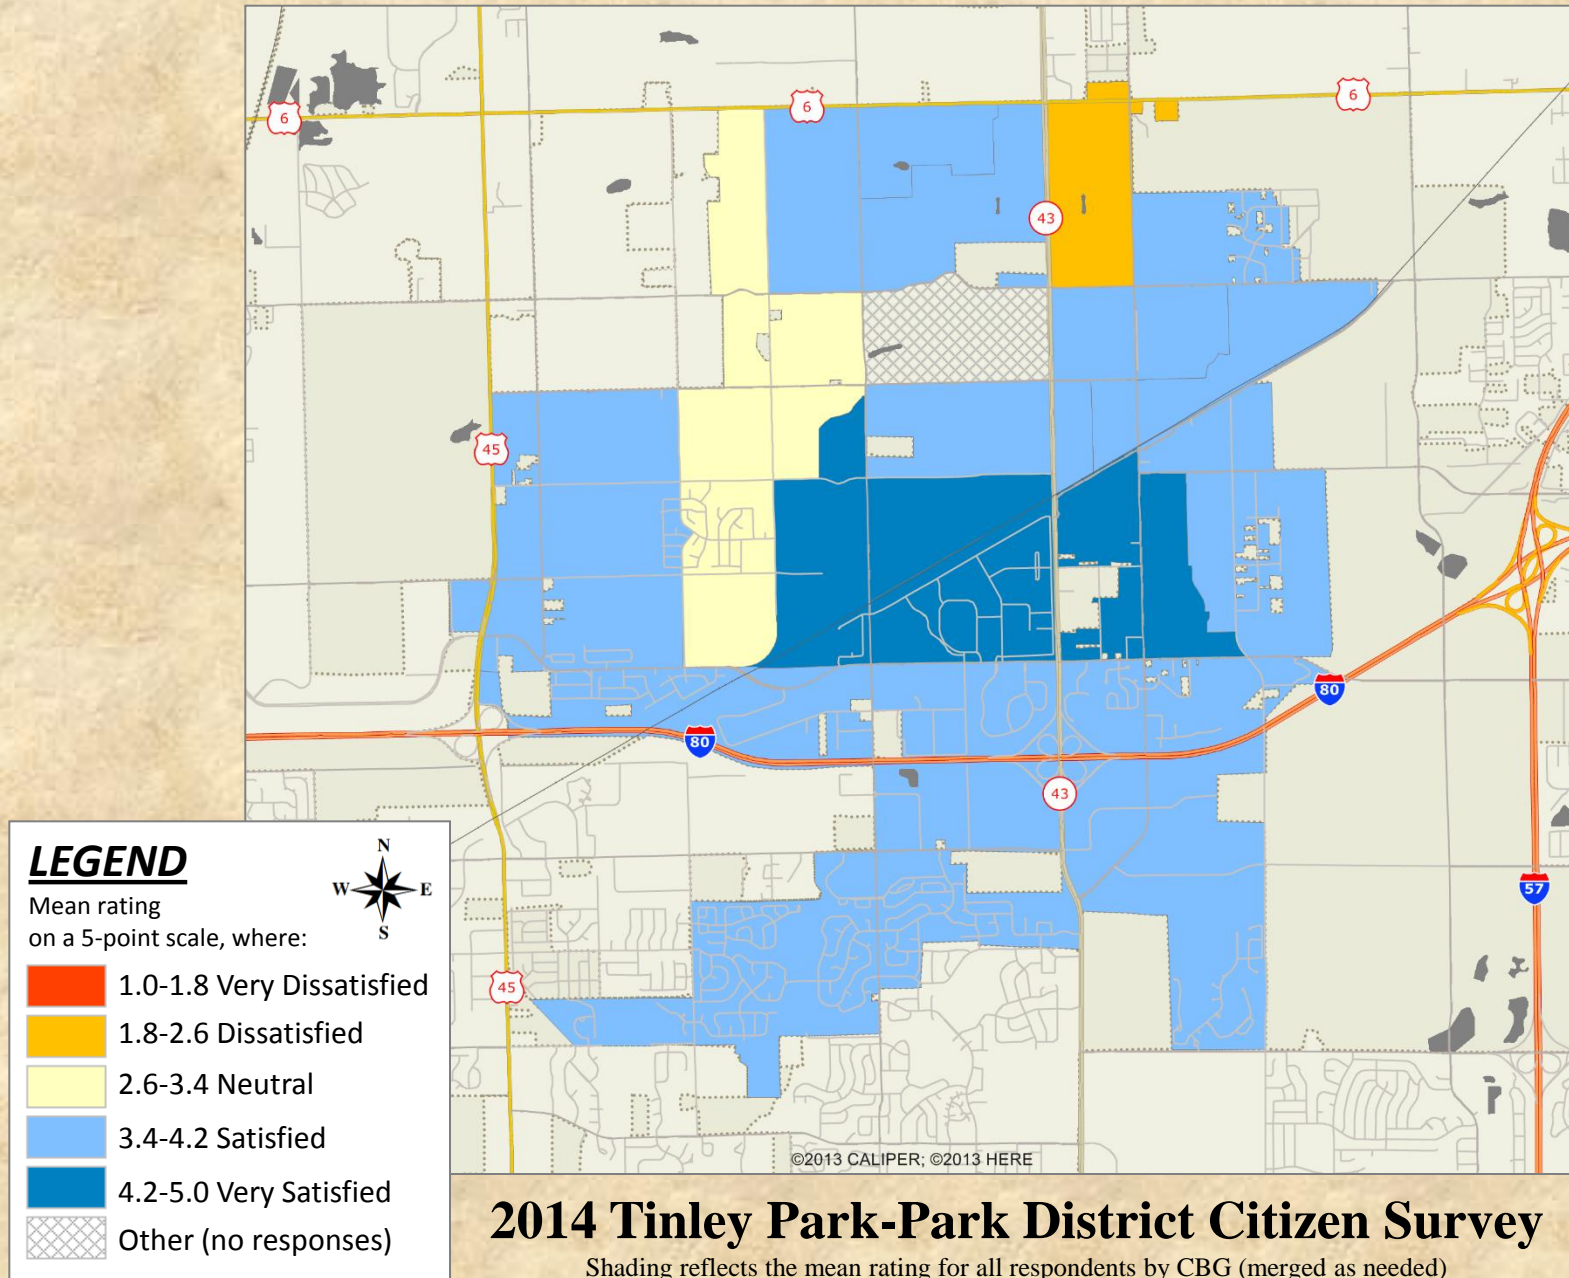 6
6
6
43
45
80
80
43
57
45
©2013 CALIPER; ©2013 HERE
LEGEND
N
W E
S
Mean rating
on a 5-point scale, where:
1.0-1.8 Very Dissatisfied
1.8-2.6 Dissatisfied
2.6-3.4 Neutral
3.4-4.2 Satisfied
4.2-5.0 Very Satisfied
Other (no responses)
2014 Tinley Park-Park District Citizen Survey
Shading reflects the mean rating for all respondents by CBG (merged as needed)